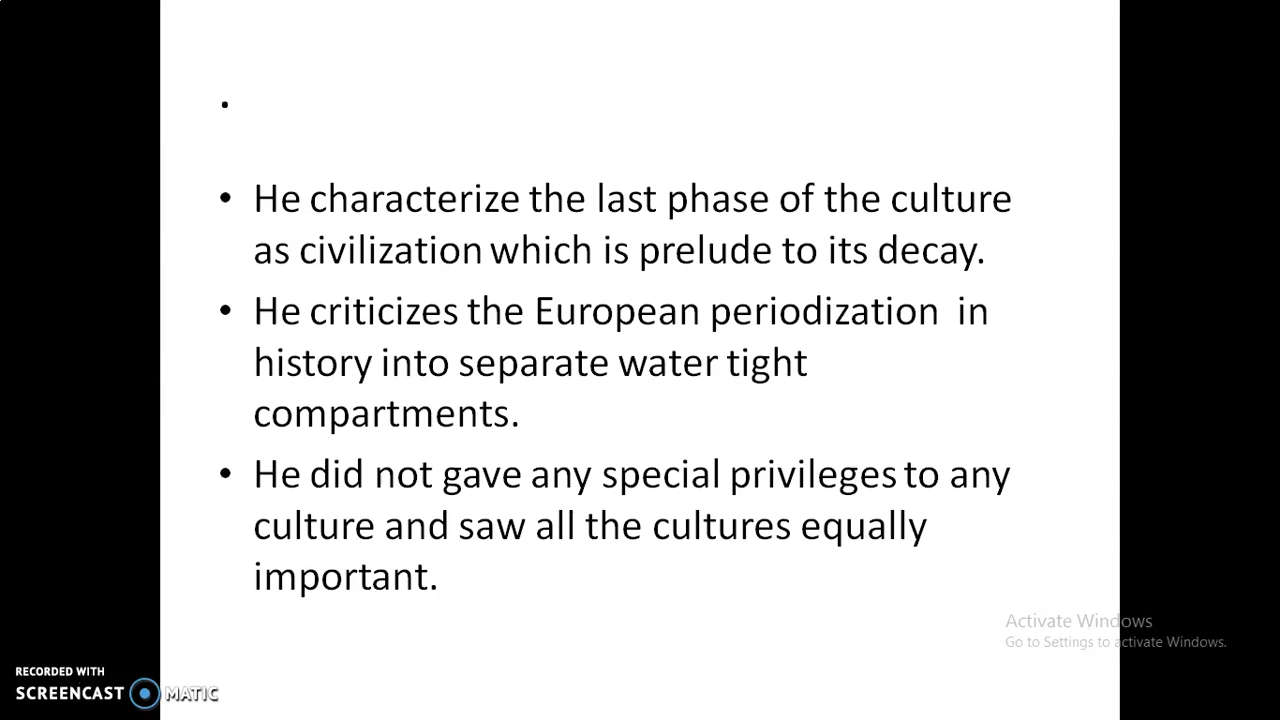 .
• He characterize the last phase of the culture
as civilization which is prelude to its decay.
• He criticizes the European periodization  in
history into separate water tight
compartments.
• He did not gave any special privileges to any
culture and saw all the cultures equally
important.
Activate Windows
Go to Settings to activate Windows.
RECORDED WITH
SCREENCAST MATIC